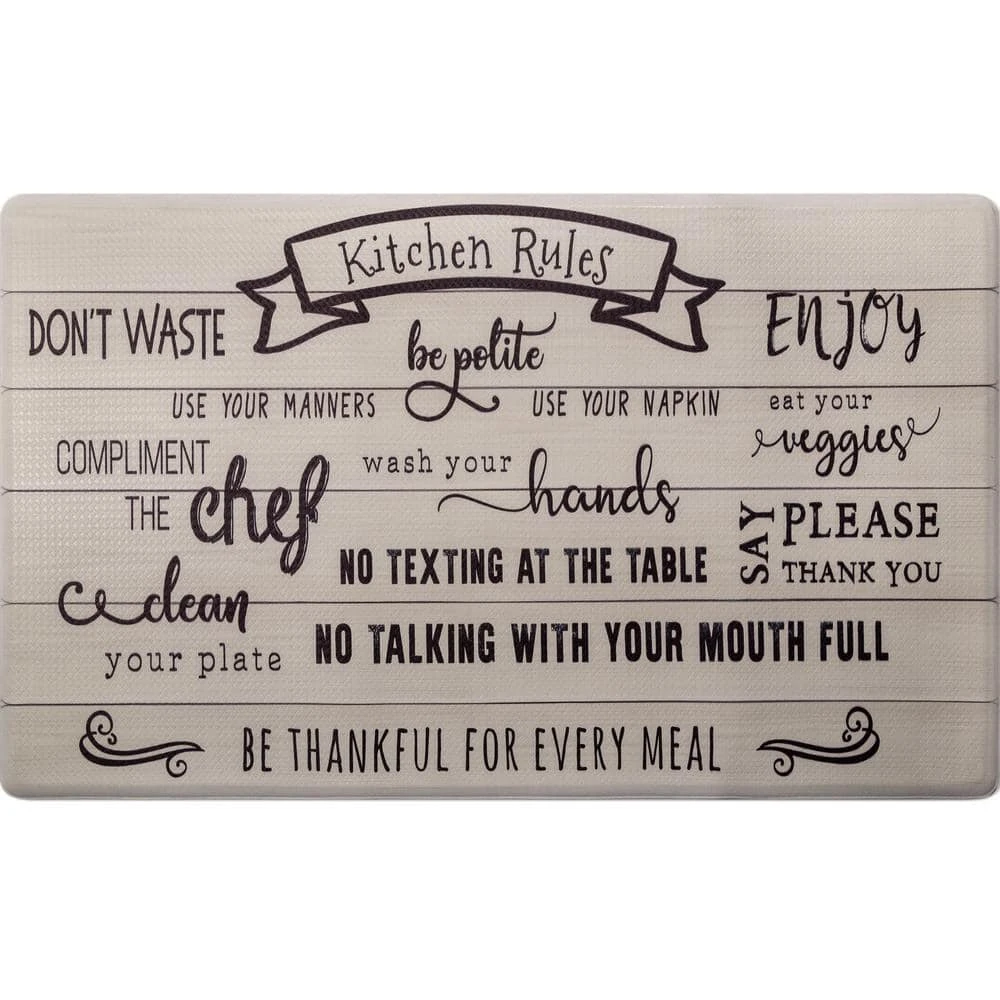 Kitchen Rules
DON'T WASTE
be polite
ENJOY
USE YOUR MANNERS
USE YOUR NAPKIN
eat your
veggies
COMPLIMENT
THE chef
wash your
hands
SAY PLEASE
THANK YOU
NO TEXTING AT THE TABLE
clean
your plate
NO TALKING WITH YOUR MOUTH FULL
BE THANKFUL FOR EVERY MEAL